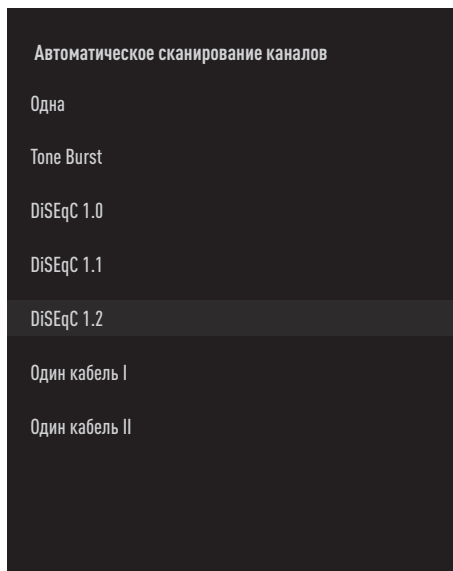 Автоматическое сканирование каналов
Одна
Tone Burst
DiSEqC 1.0
DiSEqC 1.1
DiSEqC 1.2
Один кабель I
Один кабель II